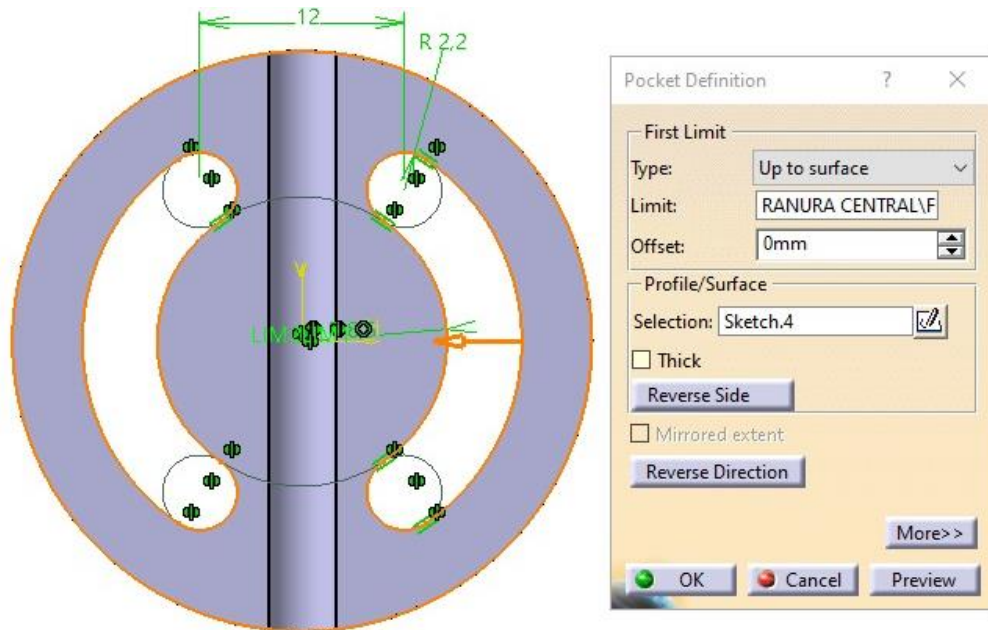 12
R 2,2
V
Pocket Definition ? ×
First Limit
Type: Up to surface
Limit: RANURA CENTRAL\F
Offset: 0mm
Profile/Surface
Selection: Sketch.4
Thick
Reverse Side
Mirrored extent
Reverse Direction
More>>
OK Cancel Preview